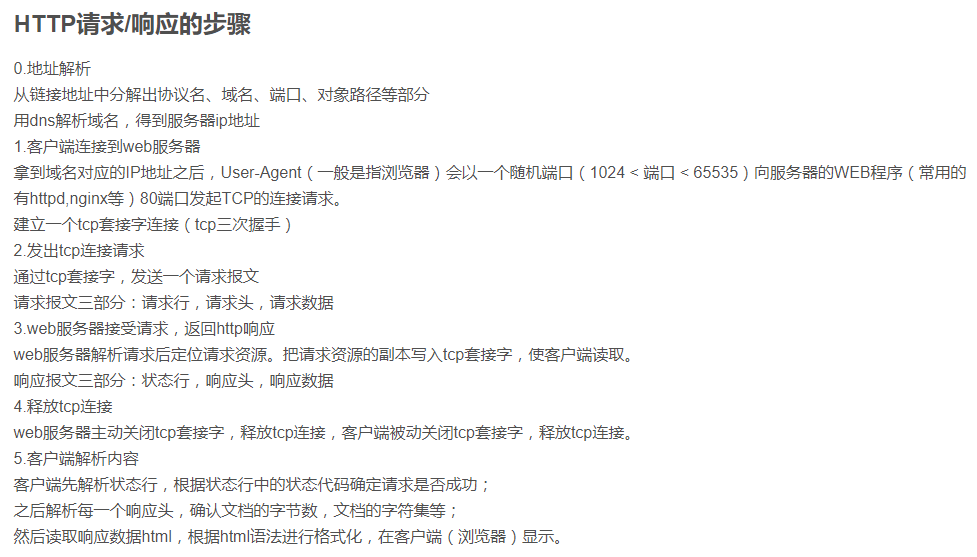 HTTP请求/响应的步骤
0.地址解析
从链接地址中分解出协议名、域名、端口、对象路径等部分
用dns解析域名，得到服务器ip地址
1.客户端连接到web服务器
拿到域名对应的IP地址之后，User-Agent（一般是指浏览器）会以一个随机端口（1024 < 端口 < 65535）向服务器的WEB程序（常用的
有httpd,nginx等）80端口发起TCP的连接请求。
建立一个tcp套接字连接（tcp三次握手）
2.发出tcp连接请求
通过tcp套接字，发送一个请求报文
请求报文三部分：请求行，请求头，请求数据
3.web服务器接受请求，返回http响应
web服务器解析请求后定位请求资源。把请求资源的副本写入tcp套接字，使客户端读取。
响应报文三部分：状态行，响应头，响应数据
4.释放tcp连接
web服务器主动关闭tcp套接字，释放tcp连接，客户端被动关闭tcp套接字，释放tcp连接。
5.客户端解析内容
客户端先解析状态行，根据状态行中的状态代码确定请求是否成功；
之后解析每一个响应头，确认文档的字节数，文档的字符集等；
然后读取响应数据html，根据html语法进行格式化，在客户端（浏览器）显示。